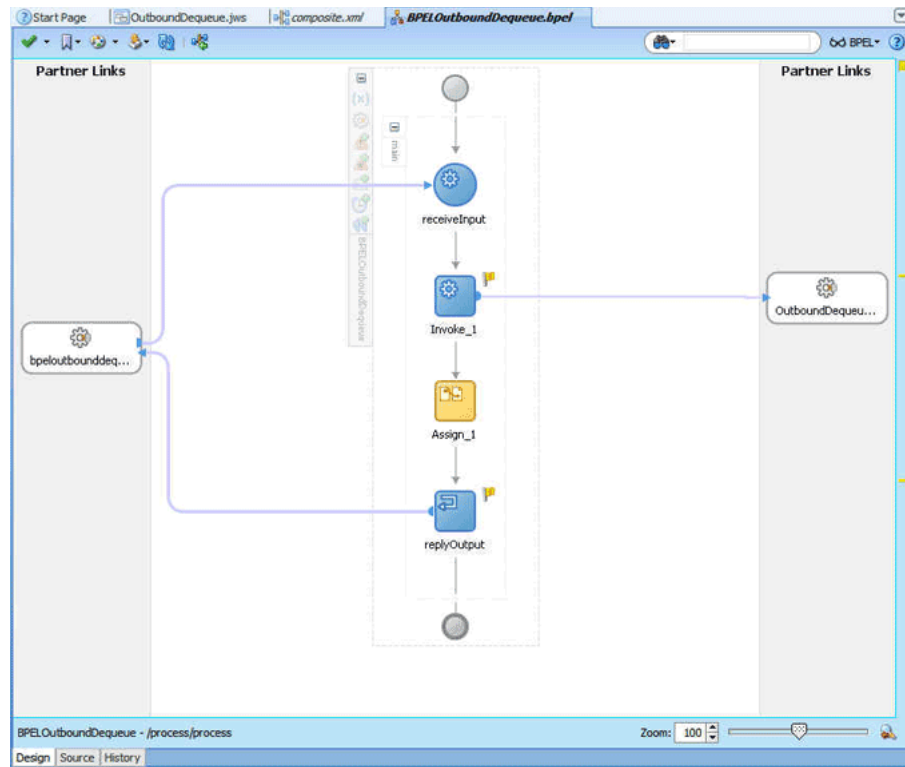 Start Page OutboundDequeue.jws composite.xml BPELOutboundDequeue.bpel
BPEL
Partner Links
Partner Links
main
receiveInput
BPELOutboundDequeue
Invoke_1
OutboundDequeu...
bpeloutbounddeq...
Assign_1
replyOutput
BPELOutboundDequeue - /process/process
Zoom: 100
Design Source History